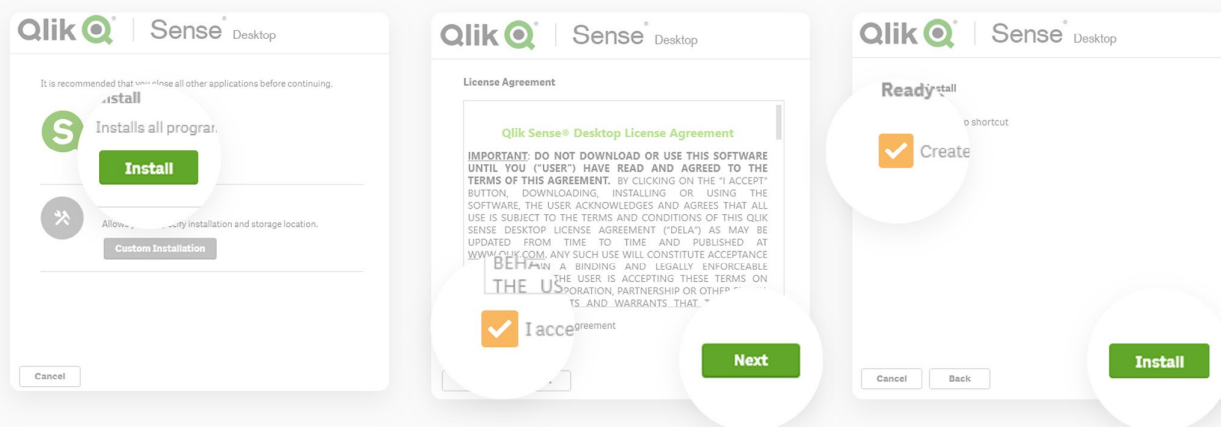 Qlik Sense® Desktop
It is recommended that you close all other applications before continuing.
Install
Installs all program
Install
Allows specify installation and storage location.
Custom Installation
Cancel
Qlik Sense® Desktop
License Agreement
Qlik Sense® Desktop License Agreement
IMPORTANT: DO NOT DOWNLOAD OR USE THIS SOFTWARE
UNTIL YOU ("USER") HAVE READ AND AGREED TO THE
TERMS OF THIS AGREEMENT. BY CLICKING ON THE "I ACCEPT"
BUTTON, DOWNLOADING, INSTALLING OR USING THE
SOFTWARE, THE USER ACKNOWLEDGES AND AGREES THAT ALL
USE IS SUBJECT TO THE TERMS AND CONDITIONS OF THIS QLIK
SENSE DESKTOP LICENSE AGREEMENT ("DELA") AS MAY BE
UPDATED FROM TIME TO TIME AND PUBLISHED AT
WWW.QLIK.COM. ANY SUCH USE WILL CONSTITUTE ACCEPTANCE
IN A BINDING AND LEGALLY ENFORCEABLE
BEHA
THE USER IS ACCEPTING THESE TERMS ON
THE US
PORATION, PARTNERSHIP OR OTHER
TS AND WARRANTS THAT
I acce greement
Next
Qlik Sense® Desktop
Ready stall
p shortcut
Create
Cancel
Back
Install